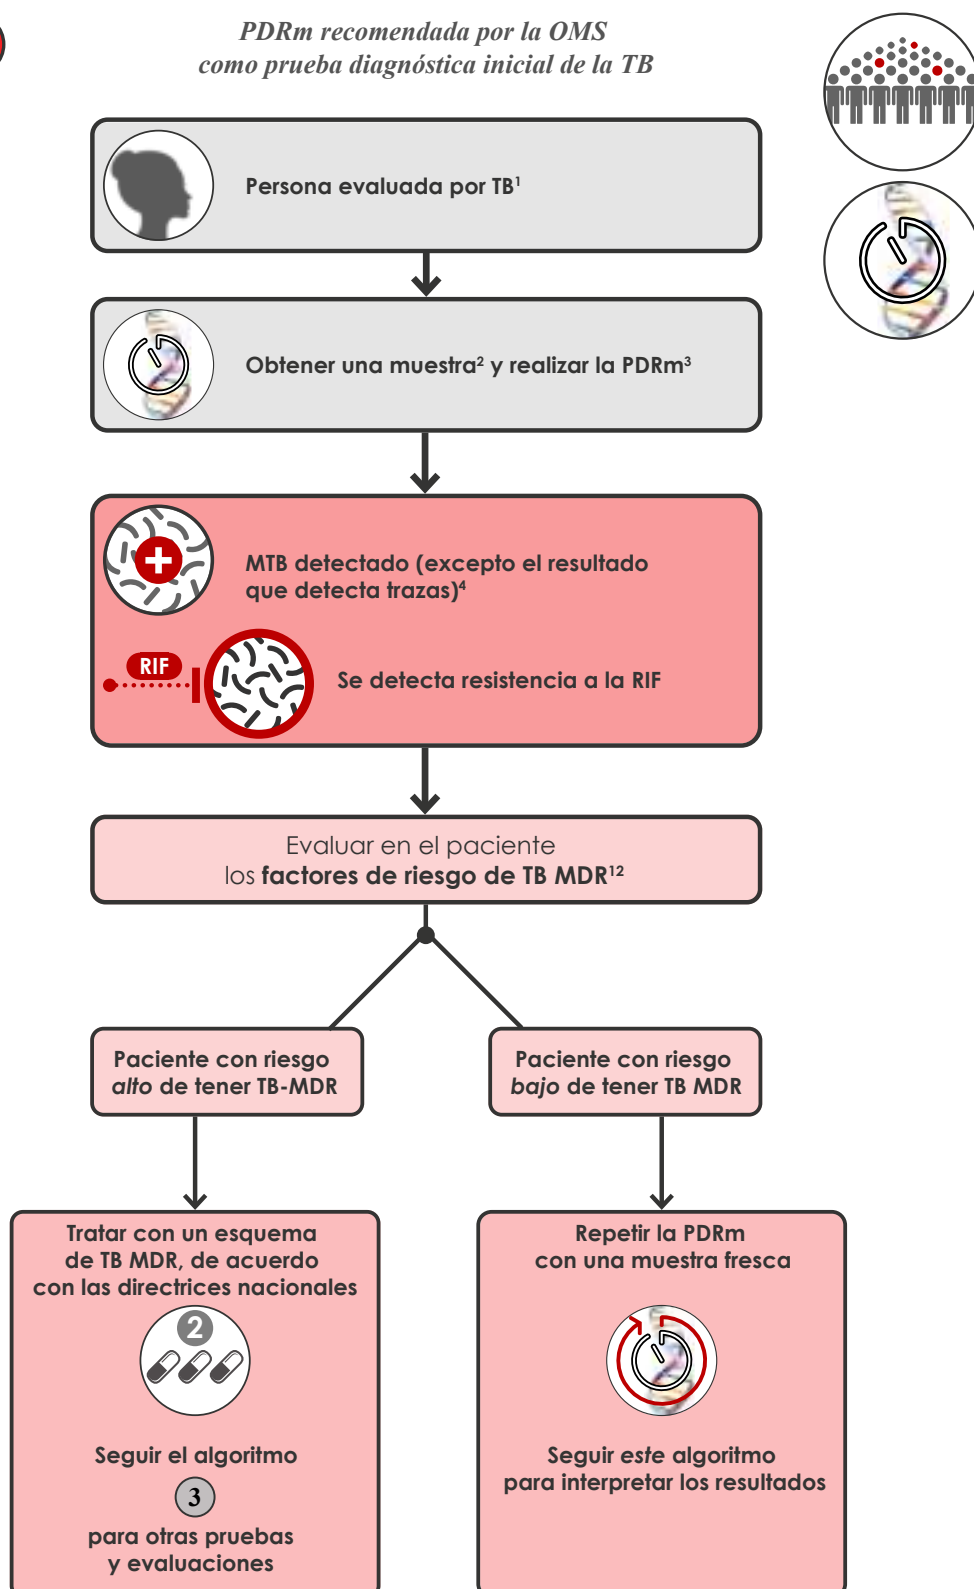 PDRm recomendada por la OMS
como prueba diagnóstica inicial de la TB
Persona evaluada por TB¹
Obtener una muestra² y realizar la PDRm³
MTB detectado (excepto el resultado
que detecta trazas)⁴
RIF
Se detecta resistencia a la RIF
Evaluar en el paciente
los factores de riesgo de TB MDR¹²
Paciente con riesgo
alto de tener TB-MDR
Paciente con riesgo
bajo de tener TB MDR
Tratar con un esquema
de TB MDR, de acuerdo
con las directrices nacionales
2
Seguir el algoritmo
3
para otras pruebas
y evaluaciones
Repetir la PDRm
con una muestra fresca
Seguir este algoritmo
para interpretar los resultados